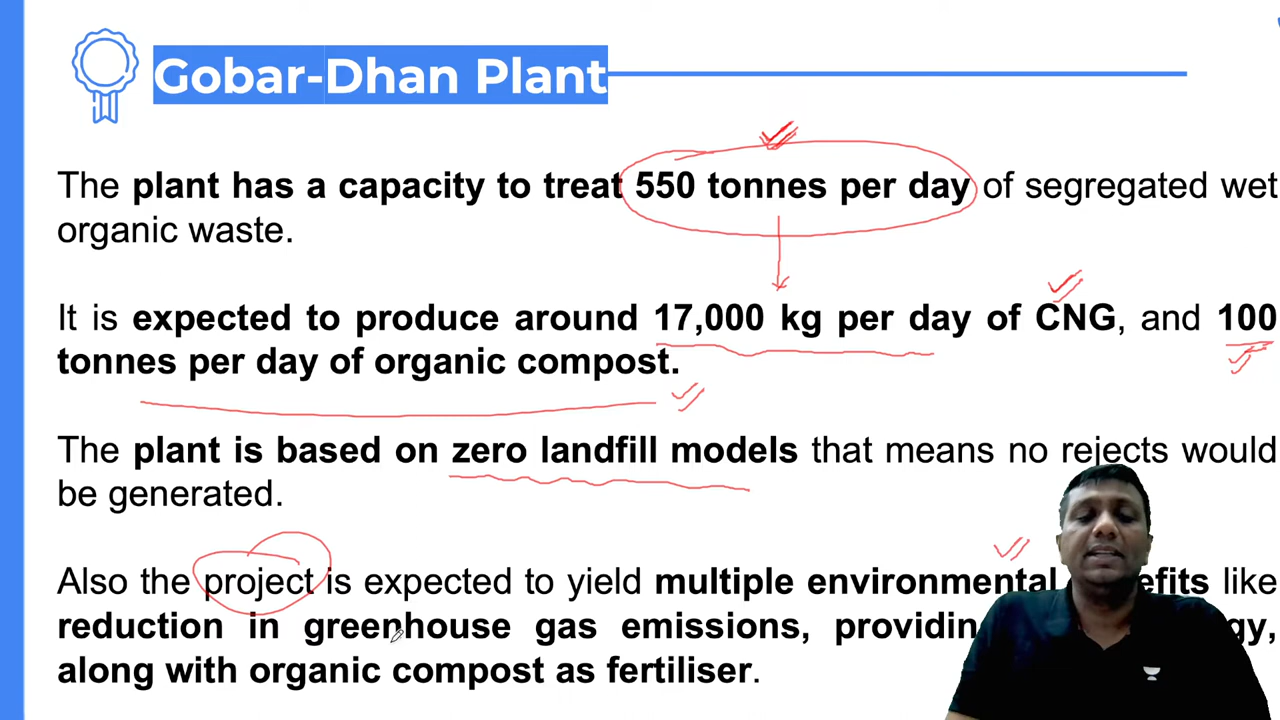 Gobar-Dhan Plant
The plant has a capacity to treat 550 tonnes per day of segregated wet
organic waste.
It is expected to produce around 17,000 kg per day of CNG, and 100
tonnes per day of organic compost.
The plant is based on zero landfill models that means no rejects would
be generated.
Also the project is expected to yield multiple environmental like
reduction in greenhouse gas emissions,
along with organic compost as fertiliser.